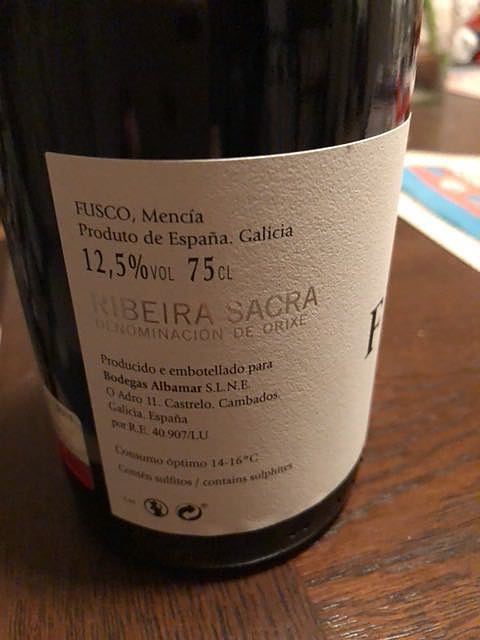 FUSCO, Mencía
Produto de España. Galicia
12,5%VOL 75CL
RIBEIRA SACRA
DENOMINACIÓN DE ORIXE
Producido e embotellado para
Bodegas Albamar S.L.N.E.
O Adro 11. Castrelo. Cambados.
Galicia. España
por R.E. 40 907/LU
Consumo óptimo 14-16°C
Contén sulfitos / contains sulphites
F